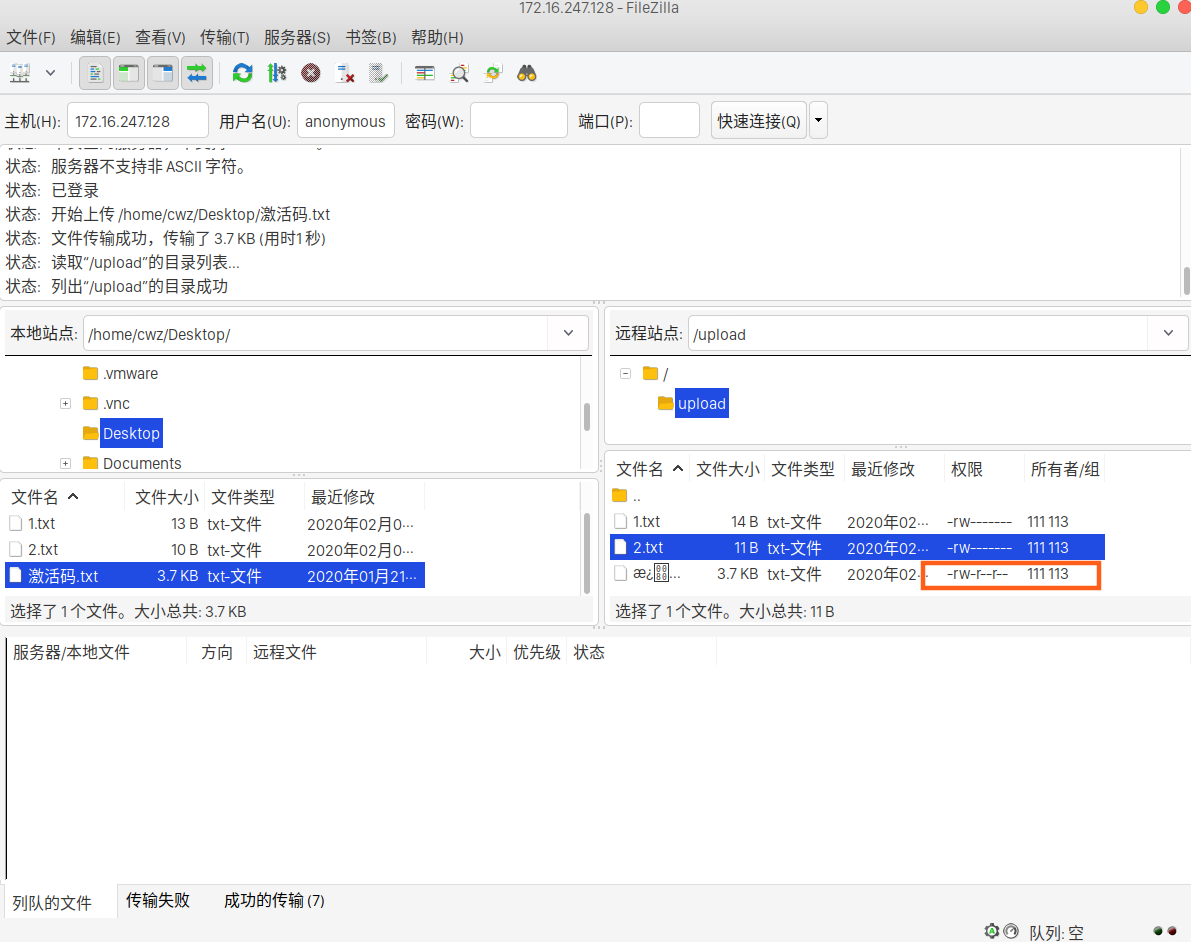 172.16.247.128 - FileZilla
文件(F) 编辑(E) 查看(V) 传输(T) 服务器(S) 书签(B) 帮助(H)
主机(H): 172.16.247.128 用户名(U): anonymous 密码(W): 端口(P): 快速连接(Q)
状态: 服务器不支持非 ASCII 字符。
状态: 已登录
状态: 开始上传 /home/cwz/Desktop/激活码.txt
状态: 文件传输成功，传输了 3.7 KB (用时1 秒)
状态: 读取“/upload”的目录列表...
状态: 列出“/upload”的目录成功
本地站点: /home/cwz/Desktop/
.vmware
.vnc
Desktop
Documents
文件名 文件大小 文件类型 最近修改
1.txt 13 B txt-文件 2020年02月0···
2.txt 10 B txt-文件 2020年02月0···
激活码.txt 3.7 KB txt-文件 2020年01月21···
选择了 1 个文件。大小总共: 3.7 KB
远程站点: /upload
/
upload
文件名 文件大小 文件类型 最近修改 权限 所有者/组
..
1.txt 14 B txt-文件 2020年02··· -rw------- 111 113
2.txt 11 B txt-文件 2020年02··· -rw------- 111 113
æ¿... 3.7 KB txt-文件 2020年02··· -rw-r--r-- 111 113
选择了 1 个文件。大小总共: 11 B
服务器/本地文件 方向 远程文件 大小 优先级 状态
列队的文件 传输失败 成功的传输 (7)
队列: 空